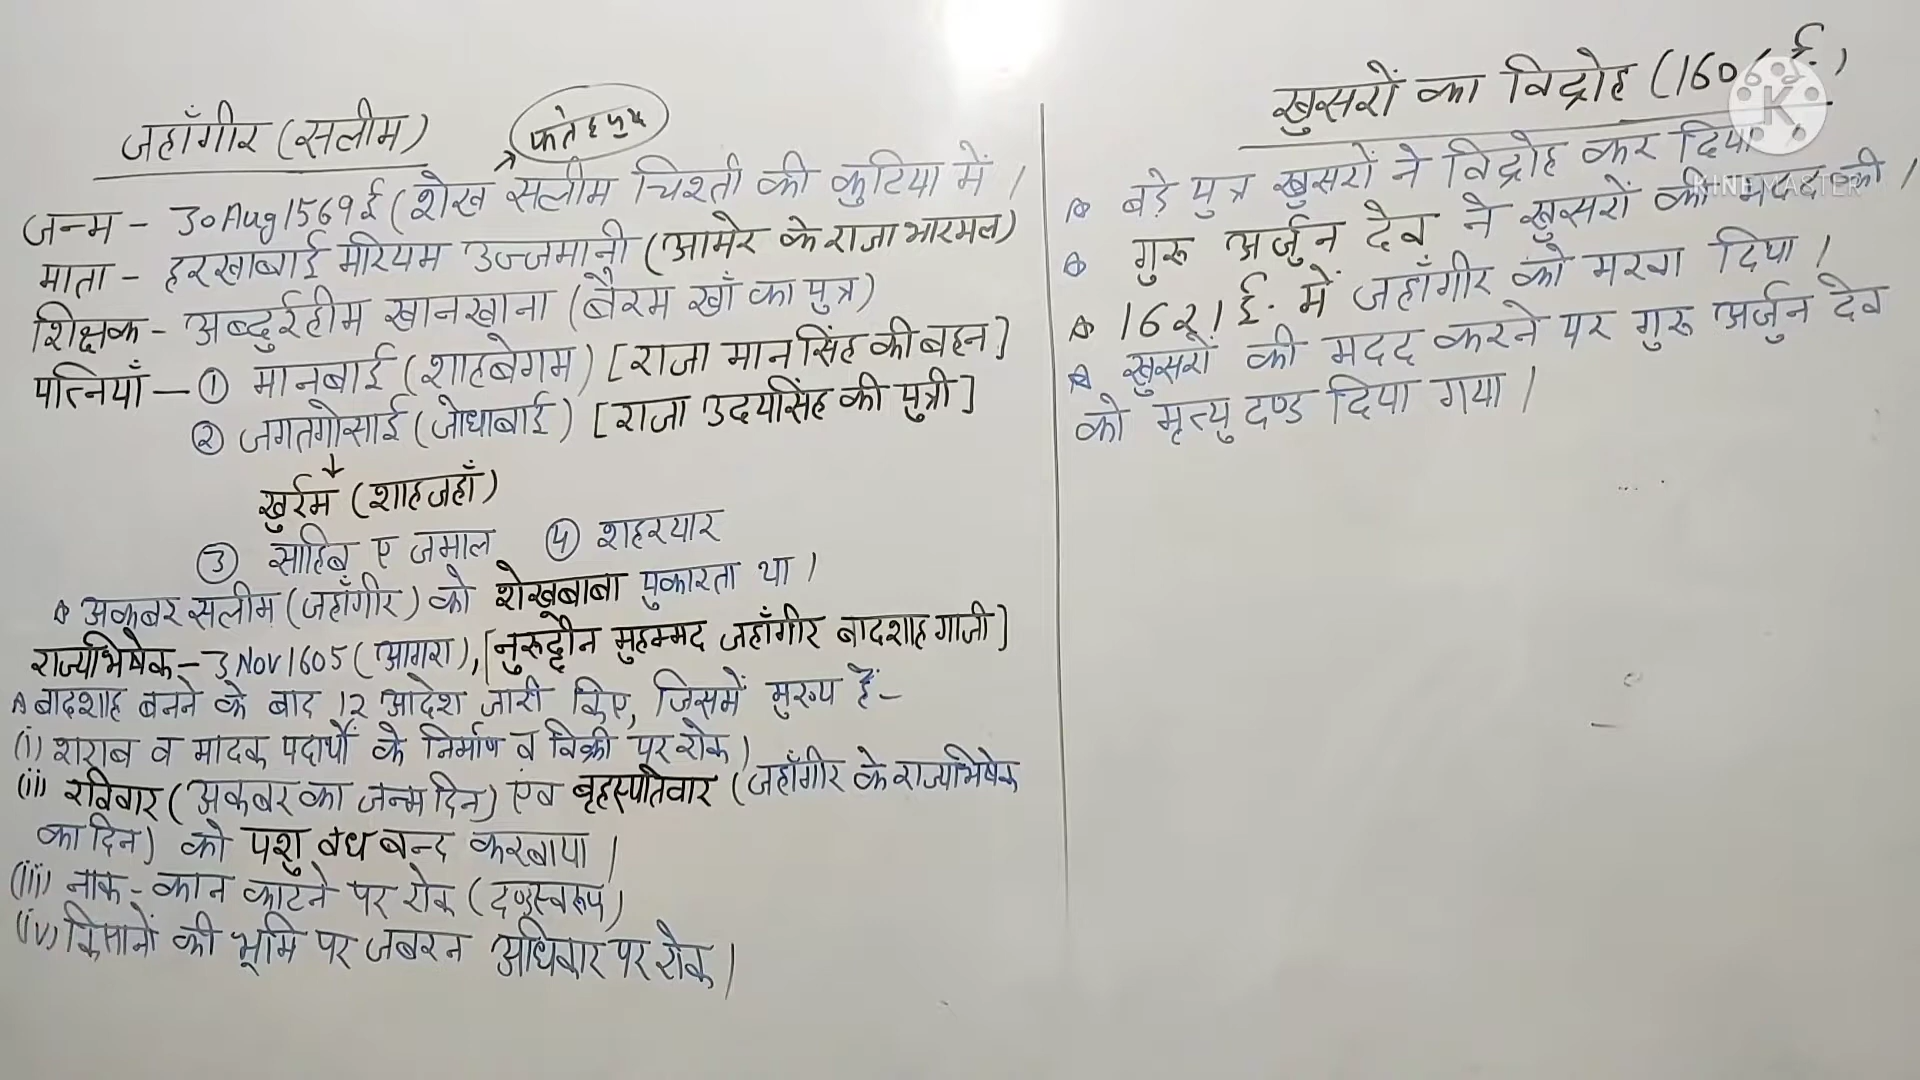 जहाँगीर (सलीम)
फतेहपुर
जन्म - 30 Aug 1569 ई (शेख सलीम चिश्ती की कुटिया में।
माता - हरखाबाई मरियम उज्जमानी (आमेर के राजा भारमल)
शिक्षक - अब्दुर्रहीम खानखाना (बैरम खाँ का पुत्र)
पत्नियाँ - ① मानबाई (शाहबेगम) [राजा मानसिंह की बहन]
② जगतगोसाई (जोधाबाई) [राजा उदयसिंह की पुत्री]
खुर्रम (शाहजहाँ)
③ साहिब ए जमाल ④ शहरयार
अकबर सलीम (जहाँगीर) को शेखूबाबा पुकारता था।
राज्यभिषेक - 3 Nov 1605 (आगरा), [नुरुद्दीन मुहम्मद जहाँगीर बादशाह गाजी]
बादशाह बनने के बाद 12 आदेश जारी किए, जिसमें मुख्य हैं -
(i) शराब व मादक पदार्थों के निर्माण व बिक्री पर रोक।
(ii) रविवार (अकबर का जन्मदिन) एंव बृहस्पतिवार (जहाँगीर के राज्यभिषेक
का दिन) को पशु वध बन्द करबाया।
(iii) नाक - कान काटने पर रोक (दण्डस्वरूप)
(iv) किसानों की भूमि पर जबरन अधिकार पर रोक।
खुसरों का विद्रोह (1606 ई.)
बड़े पुत्र खुसरों ने विद्रोह कर दिया।
गुरू अर्जुन देव ने खुसरों की मदद की।
1621 ई. में जहाँगीर को मरवा दिया।
खुसरों की मदद करने पर गुरू अर्जुन देव
को मृत्यु दण्ड दिया गया।
K
KINEMASTER